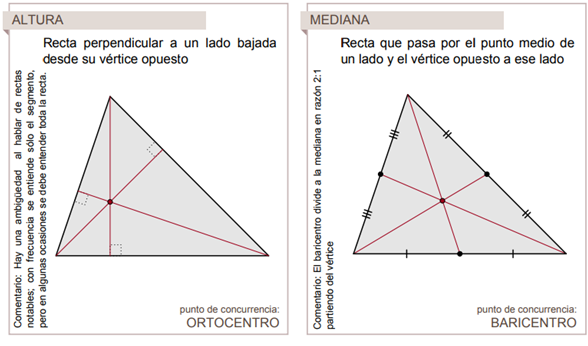 ALTURA
Recta perpendicular a un lado bajada
desde su vértice opuesto
Comentario: Hay una ambigüedad al hablar de rectas
notables; con frecuencia se entiende sólo el segmento,
pero en algunas ocasiones se debe entender toda la recta.
punto de concurrencia:
ORTOCENTRO
MEDIANA
Recta que pasa por el punto medio de
un lado y el vértice opuesto a ese lado
Comentario: El baricentro divide a la mediana en razón 2:1
partiendo del vértice
punto de concurrencia:
BARICENTRO